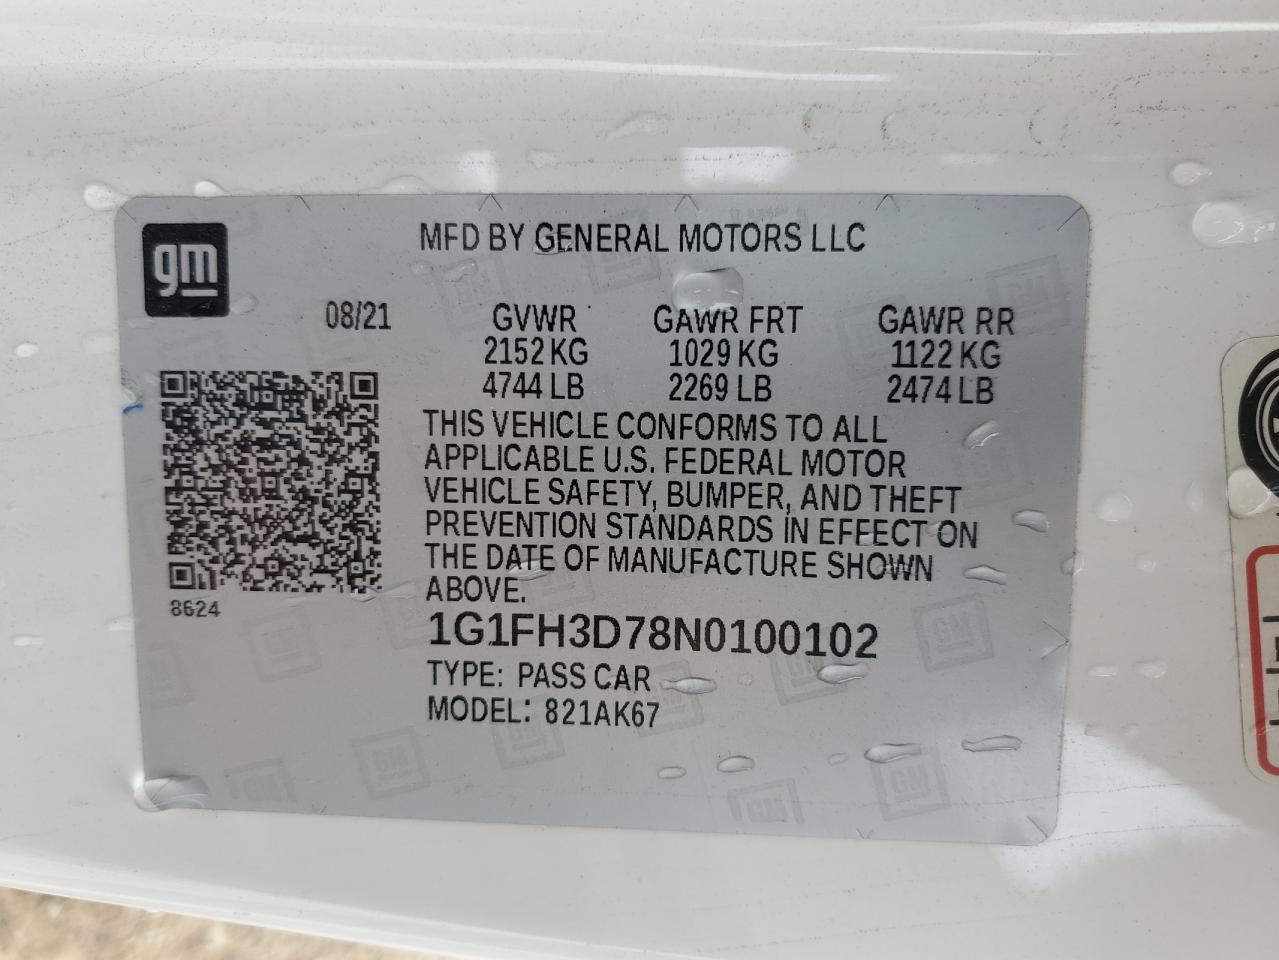 gm
MFD BY GENERAL MOTORS LLC
08/21 GVWR GAWR FRT GAWR RR
2152 KG 1029 KG 1122 KG
4744 LB 2269 LB 2474 LB
THIS VEHICLE CONFORMS TO ALL
APPLICABLE U.S. FEDERAL MOTOR
VEHICLE SAFETY, BUMPER, AND THEFT
PREVENTION STANDARDS IN EFFECT ON
THE DATE OF MANUFACTURE SHOWN
ABOVE.
8624
1G1FH3D78N0100102
TYPE: PASS CAR
MODEL: 821AK67